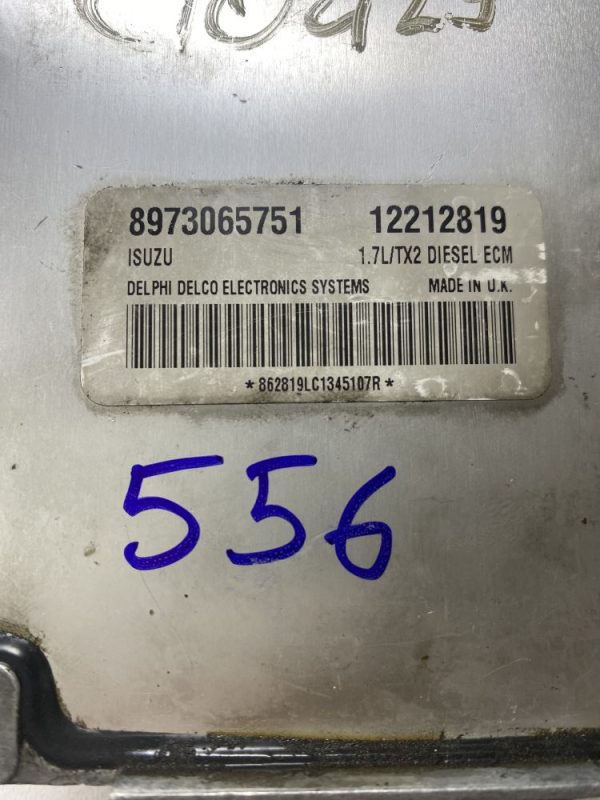 8973065751 12212819
ISUZU 1.7L/TX2 DIESEL ECM
DELPHI DELCO ELECTRONICS SYSTEMS MADE IN U.K.
*862819LC1345107R*
556